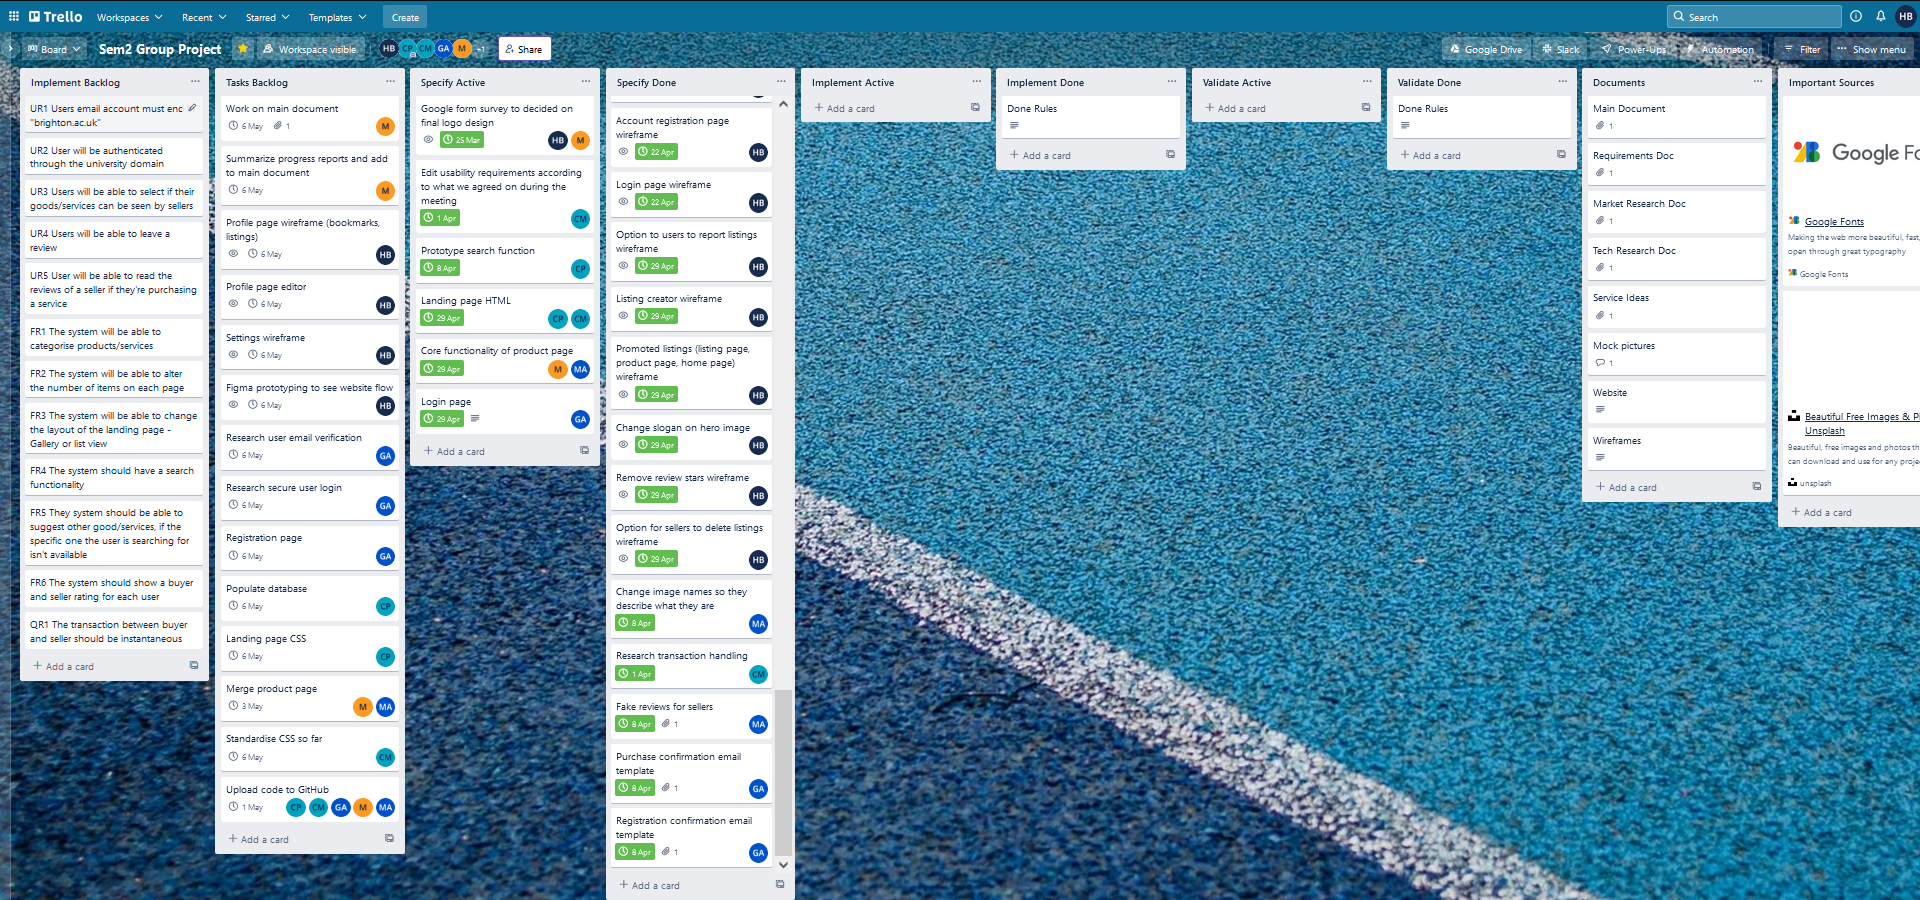 Trello
Workspaces
Recent
Starred
Templates
Create
Search
HB
Board
Sem2 Group Project
Workspace visible
HB
CP
CM
GA
M
+1
Share
Google Drive
Slack
Power-Ups
Automation
Filter
Show menu
Implement Backlog
UR1 Users email account must enc
"brighton.ac.uk"
UR2 User will be authenticated
through the university domain
UR3 Users will be able to select if their
goods/services can be seen by sellers
UR4 Users will be able to leave a
review
UR5 User will be able to read the
reviews of a seller if they're purchasing
a service
FR1 The system will be able to
categorise products/services
FR2 The system will be able to alter
the number of items on each page
FR3 The system will be able to change
the layout of the landing page -
Gallery or list view
FR4 The system should have a search
functionality
FR5 They system should be able to
suggest other good/services, if the
specific one the user is searching for
isn't available
FR6 The system should show a buyer
and seller rating for each user
QR1 The transaction between buyer
and seller should be instantaneous
Add a card
Tasks Backlog
Work on main document
6 May 1 M
Summarize progress reports and add
to main document
6 May M
Profile page wireframe (bookmarks,
listings)
6 May HB
Profile page editor
6 May HB
Settings wireframe
6 May HB
Figma prototyping to see website flow
6 May HB
Research user email verification
6 May GA
Research secure user login
6 May GA
Registration page
6 May GA
Populate database
6 May CP
Landing page CSS
6 May CP
Merge product page
3 May M MA
Standardise CSS so far
6 May CM
Upload code to GitHub
1 May CP CM GA M MA
Add a card
Specify Active
Google form survey to decided on
final logo design
25 Mar HB M
Edit usability requirements according
to what we agreed on during the
meeting
1 Apr CM
Prototype search function
8 Apr CP
Landing page HTML
29 Apr CP CM
Core functionality of product page
29 Apr M MA
Login page
29 Apr GA
Add a card
Specify Done
Account registration page
wireframe
22 Apr HB
Login page wireframe
22 Apr HB
Option to users to report listings
wireframe
29 Apr HB
Listing creator wireframe
29 Apr HB
Promoted listings (listing page,
product page, home page)
wireframe
29 Apr HB
Change slogan on hero image
29 Apr HB
Remove review stars wireframe
29 Apr HB
Option for sellers to delete listings
wireframe
29 Apr HB
Change image names so they
describe what they are
8 Apr MA
Research transaction handling
1 Apr CM
Fake reviews for sellers
8 Apr 1 MA
Purchase confirmation email
template
8 Apr 1 GA
Registration confirmation email
template
8 Apr 1 GA
Add a card
Implement Active
Add a card
Implement Done
Done Rules
Add a card
Validate Active
Add a card
Validate Done
Done Rules
Add a card
Documents
Main Document
1
Requirements Doc
1
Market Research Doc
1
Tech Research Doc
1
Service Ideas
1
Mock pictures
1
Website
Wireframes
Add a card
Important Sources
Google Fo
Google Fonts
Making the web more beautiful, fast,
open through great typography
Google Fonts
Beautiful Free Images & Pi
Unsplash
Beautiful, free images and photos th
can download and use for any proje
unsplash
Add a card